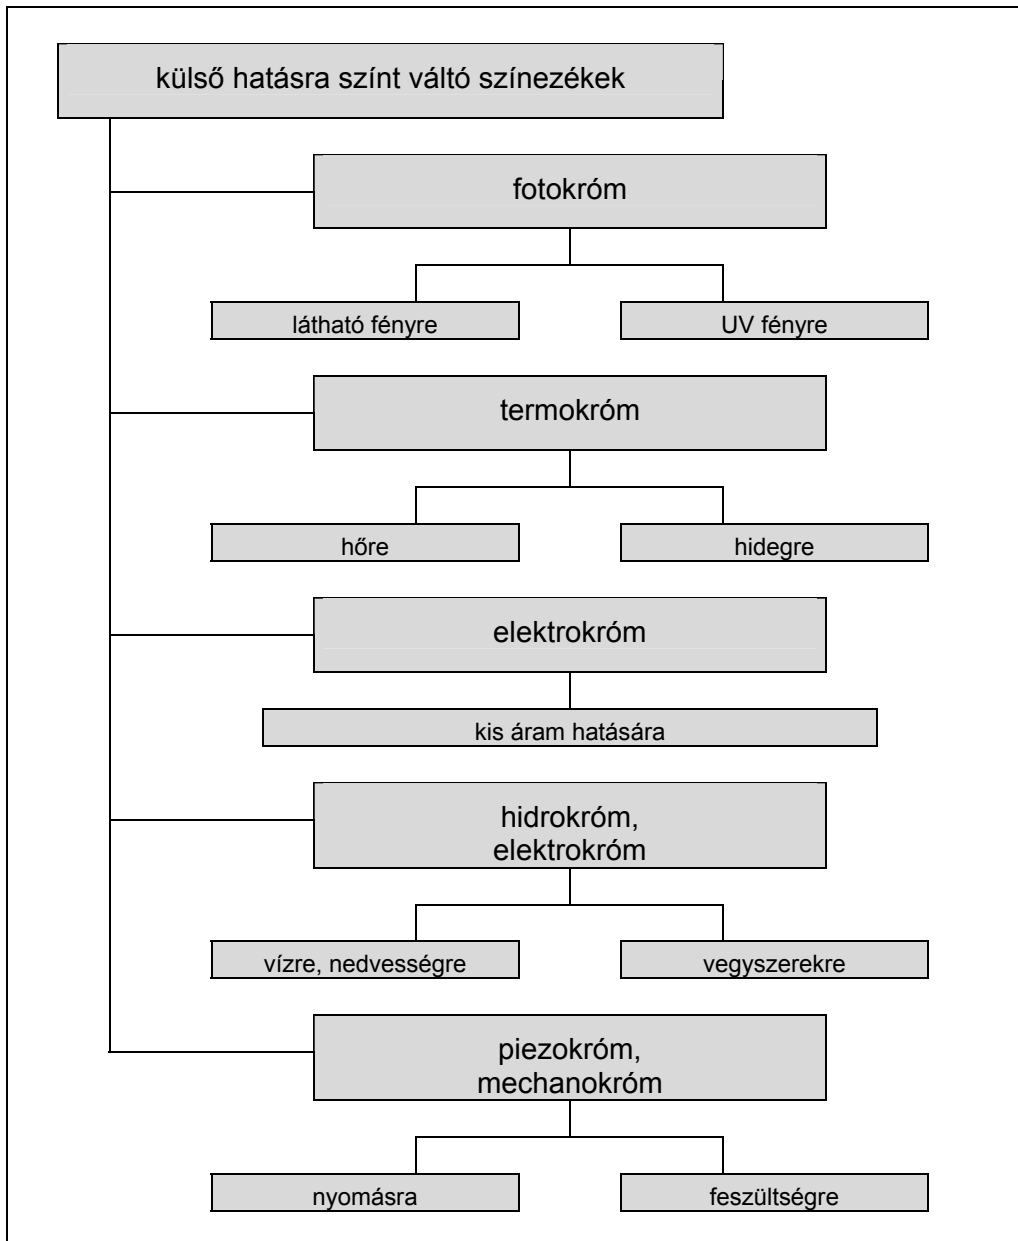 külső hatásra színt váltó színezékek
fotokróm
látható fényre
UV fényre
termokróm
hőre
hidegre
elektrokróm
kis áram hatására
hidrokróm,
elektrokróm
vízre, nedvességre
vegyszerekre
piezokróm,
mechanokróm
nyomásra
feszültségre